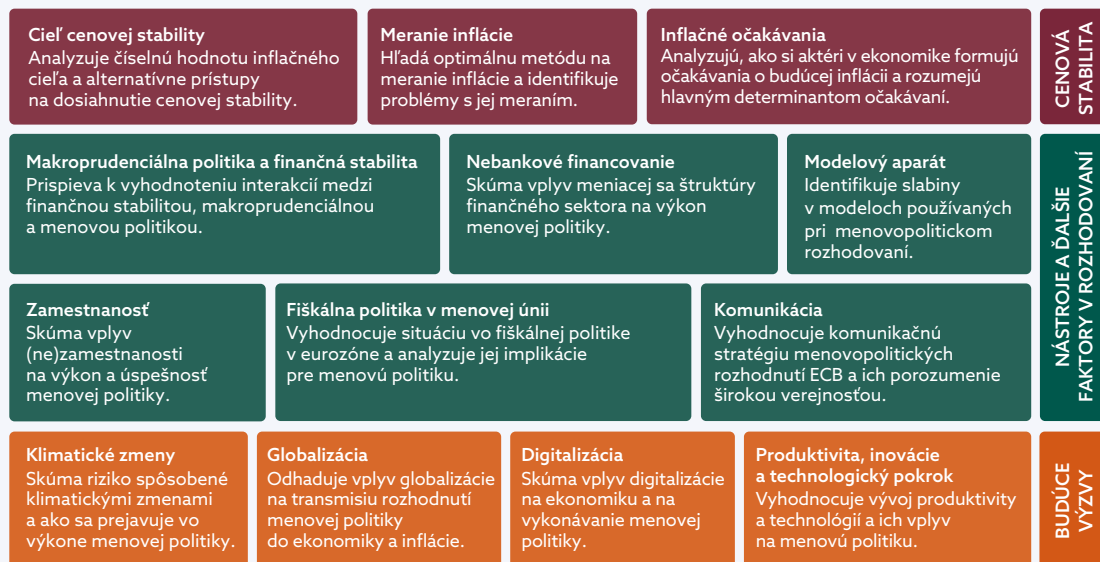 Cieľ cenovej stability
Analyzuje číselnú hodnotu inflačného
cieľa a alternatívne prístupy
na dosiahnutie cenovej stability.
Meranie inflácie
Hľadá optimálnu metódu na
meranie inflácie a identifikuje
problémy s jej meraním.
Inflačné očakávania
Analyzujú, ako si aktéri v ekonomike formujú
očakávania o budúcej inflácii a rozumejú
hlavným determinantom očakávaní.
CENOVÁ
STABILITA
Makroprudenciálna politika a finančná stabilita
Prispieva k vyhodnoteniu interakcií medzi
finančnou stabilitou, makroprudenciálnou
a menovou politikou.
Nebankové financovanie
Skúma vplyv meniacej sa štruktúry
finančného sektora na výkon
menovej politiky.
Modelový aparát
Identifikuje slabiny
v modeloch používaných
pri menovopolitickom
rozhodovaní.
Zamestnanosť
Skúma vplyv
(ne)zamestnanosti
na výkon a úspešnosť
menovej politiky.
Fiškálna politika v menovej únii
Vyhodnocuje situáciu vo fiškálnej politike
v eurozóne a analyzuje jej implikácie
pre menovú politiku.
Komunikácia
Vyhodnocuje komunikačnú
stratégiu menovopolitických
rozhodnutí ECB a ich porozumenie
širokou verejnosťou.
NÁSTROJE A ĎALŠIE
FAKTORY V ROZHODOVANÍ
Klimatické zmeny
Skúma riziko spôsobené
klimatickými zmenami
a ako sa prejavuje vo
výkone menovej politiky.
Globalizácia
Odhaduje vplyv globalizácie
na transmisiu rozhodnutí
menovej politiky
do ekonomiky a inflácie.
Digitalizácia
Skúma vplyv digitalizácie
na ekonomiku a na
vykonávanie menovej
politiky.
Produktivita, inovácie
a technologický pokrok
Vyhodnocuje vývoj produktivity
a technológií a ich vplyv
na menovú politiku.
BUDÚCE
VÝZVY